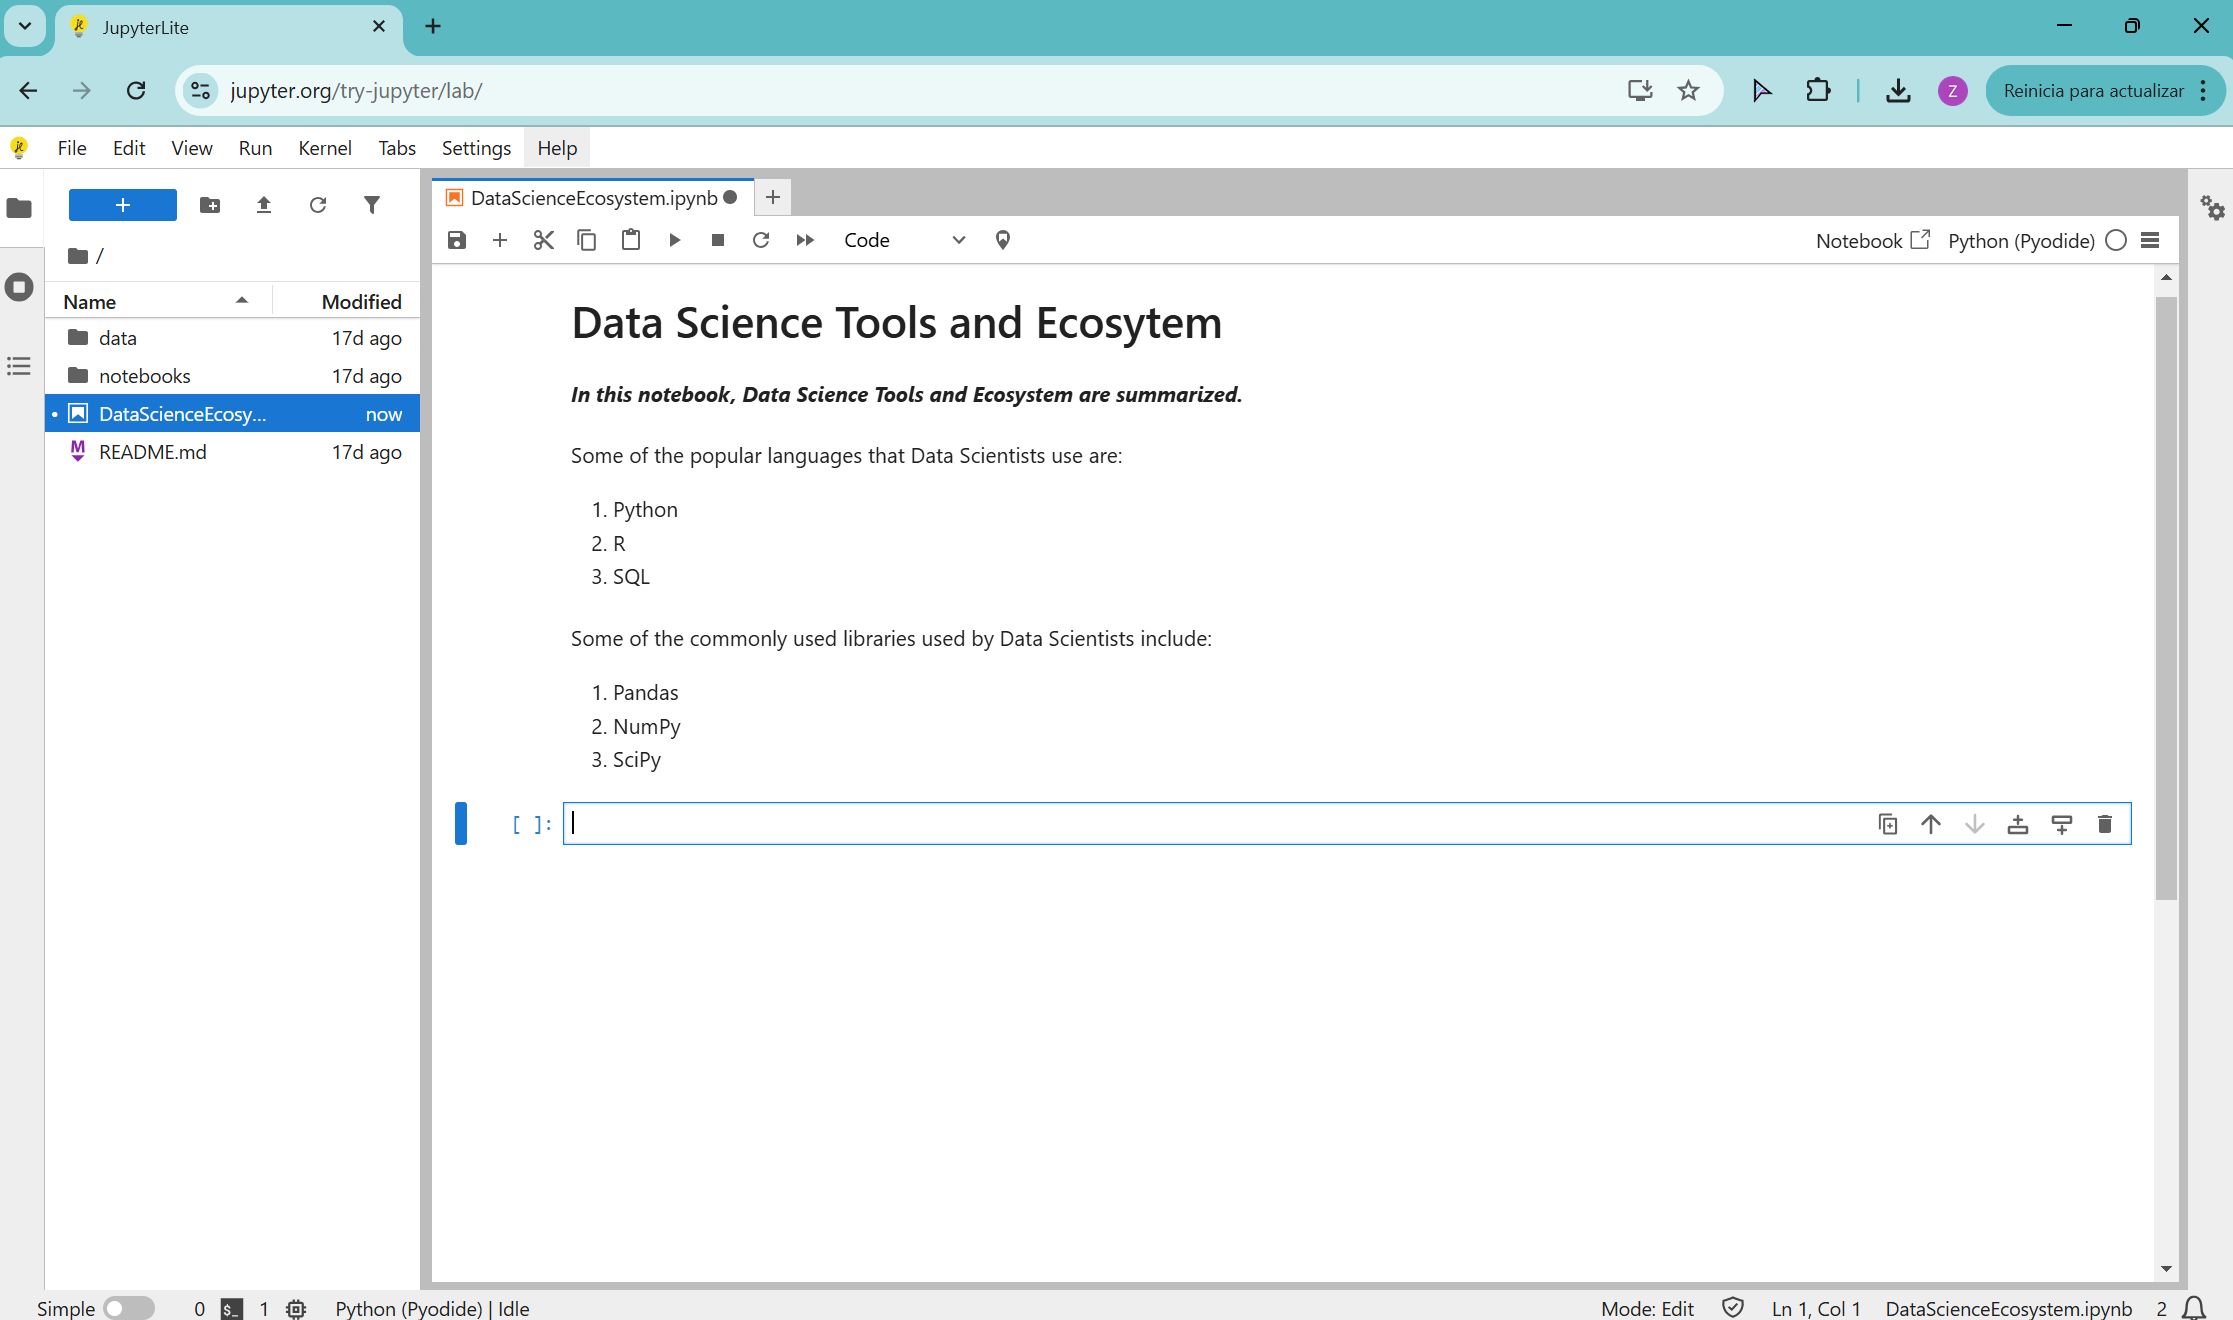 JupyterLite
jupyter.org/try-jupyter/lab/
Z
Reinicia para actualizar
File Edit View Run Kernel Tabs Settings Help
+
/
Name Modified
data 17d ago
notebooks 17d ago
DataScienceEcosy... now
README.md 17d ago
DataScienceEcosystem.ipynb
Code
Notebook Python (Pyodide)
Data Science Tools and Ecosytem
In this notebook, Data Science Tools and Ecosystem are summarized.
Some of the popular languages that Data Scientists use are:
1. Python
2. R
3. SQL
Some of the commonly used libraries used by Data Scientists include:
1. Pandas
2. NumPy
3. SciPy
[ ]:
Simple 0 $_ 1 Python (Pyodide) | Idle Mode: Edit Ln 1, Col 1 DataScienceEcosystem.ipynb 2